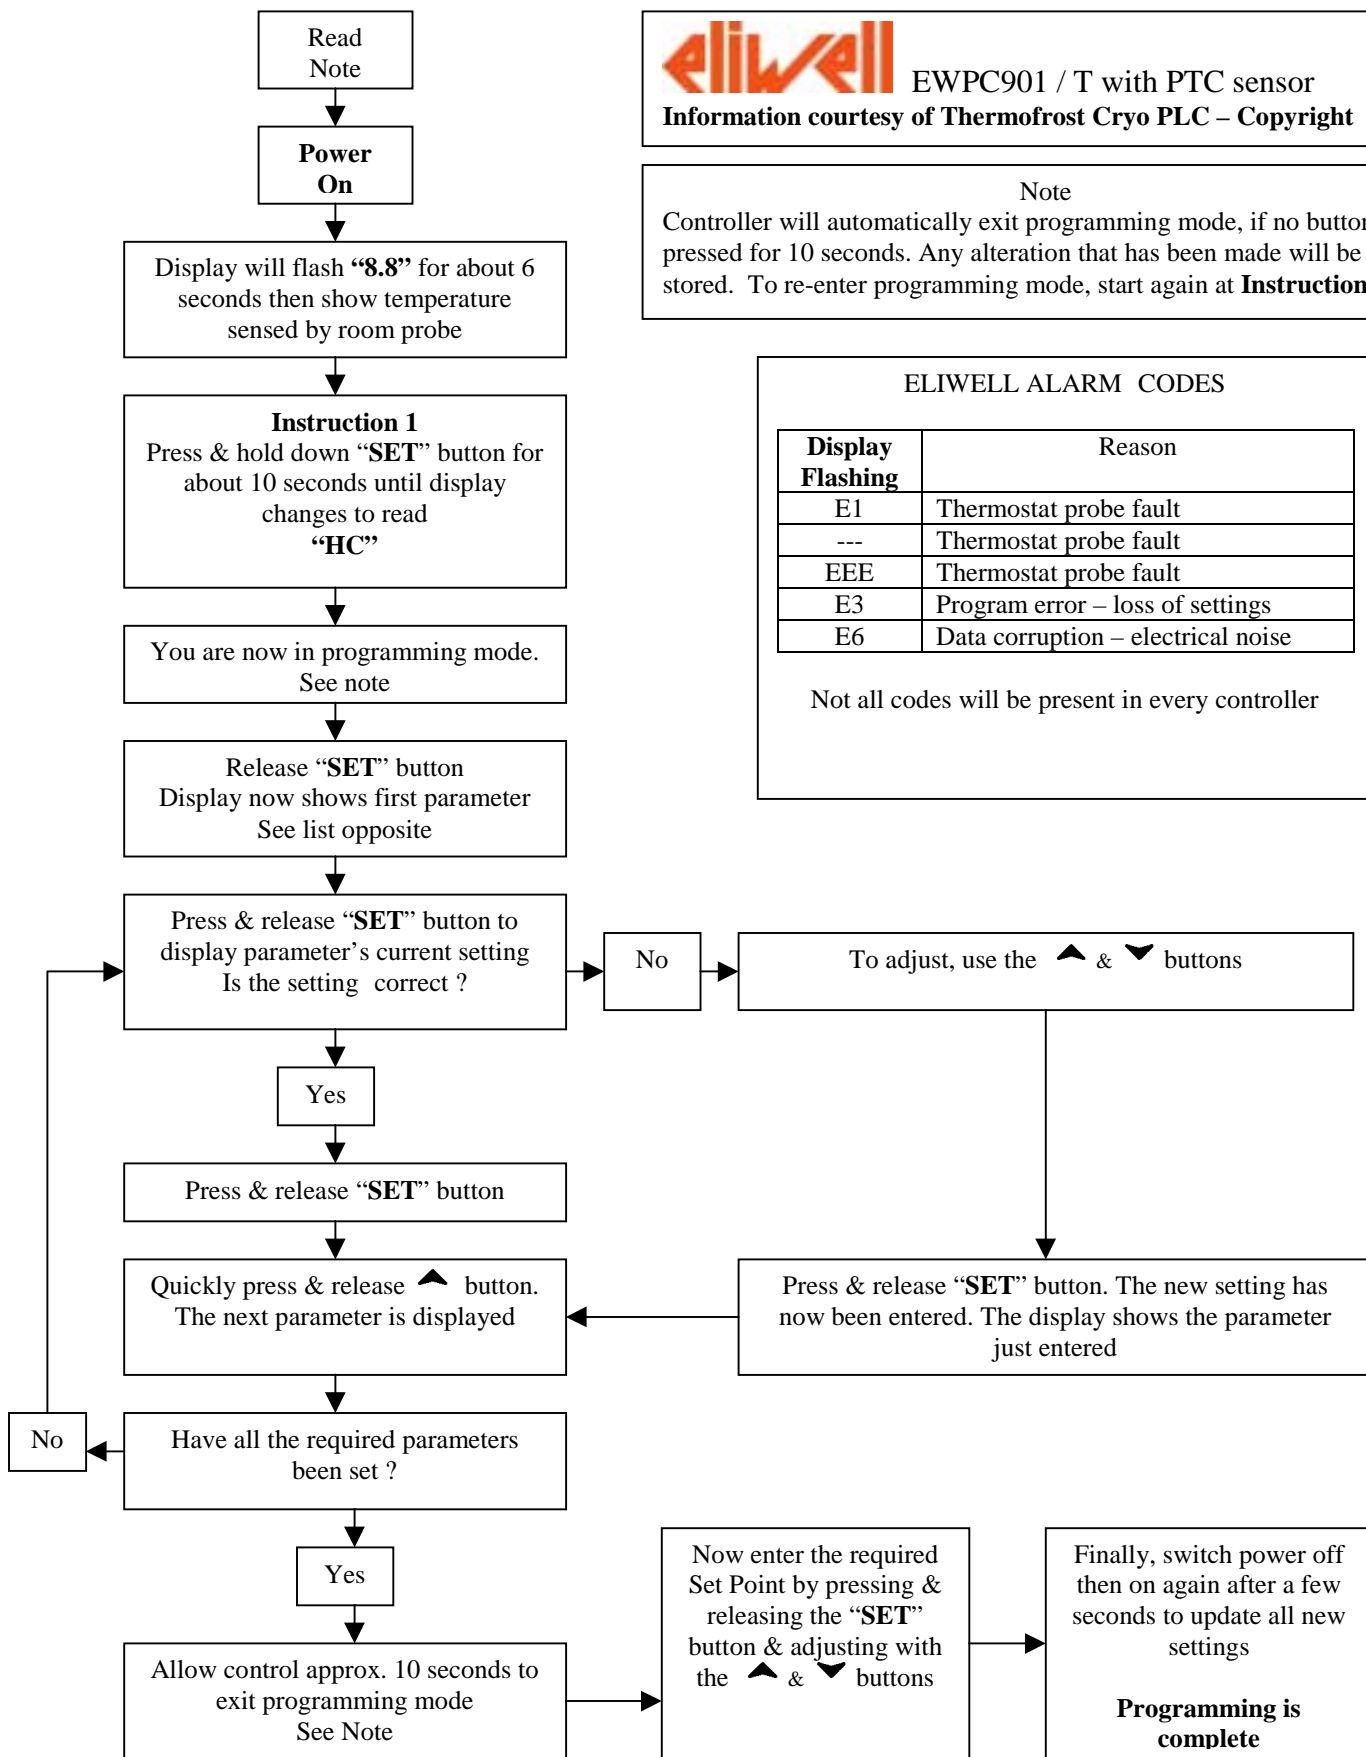 Read
Note
eliwell EWPC901 / T with PTC sensor
Information courtesy of Thermofrost Cryo PLC – Copyright
Power
On
Note
Controller will automatically exit programming mode, if no button
pressed for 10 seconds. Any alteration that has been made will be
stored. To re-enter programming mode, start again at Instruction
Display will flash “8.8” for about 6
seconds then show temperature
sensed by room probe
Instruction 1
Press & hold down “SET” button for
about 10 seconds until display
changes to read
“HC”
ELIWELL ALARM CODES
Display Flashing Reason
E1 Thermostat probe fault
--- Thermostat probe fault
EEE Thermostat probe fault
E3 Program error – loss of settings
E6 Data corruption – electrical noise
Not all codes will be present in every controller
You are now in programming mode.
See note
Release “SET” button
Display now shows first parameter
See list opposite
Press & release “SET” button to
display parameter’s current setting
Is the setting correct ?
No
To adjust, use the & buttons
Yes
Press & release “SET” button
Quickly press & release button.
The next parameter is displayed
Press & release “SET” button. The new setting has
now been entered. The display shows the parameter
just entered
No
Have all the required parameters
been set ?
Yes
Allow control approx. 10 seconds to
exit programming mode
See Note
Now enter the required
Set Point by pressing &
releasing the “SET”
button & adjusting with
the & buttons
Finally, switch power off
then on again after a few
seconds to update all new
settings
Programming is
complete